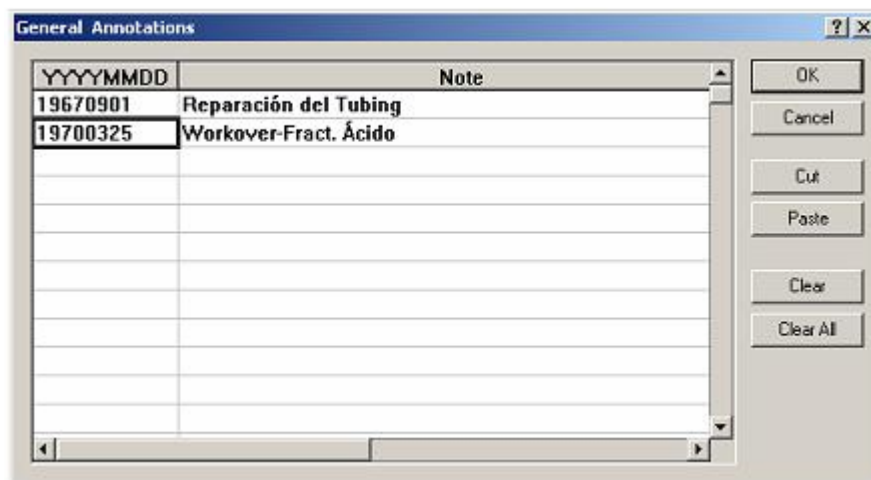 General Annotations
YYYYMMDD Note
19670901 Reparación del Tubing
19700325 Workover-Fract. Ácido
OK
Cancel
Cut
Paste
Clear
Clear All